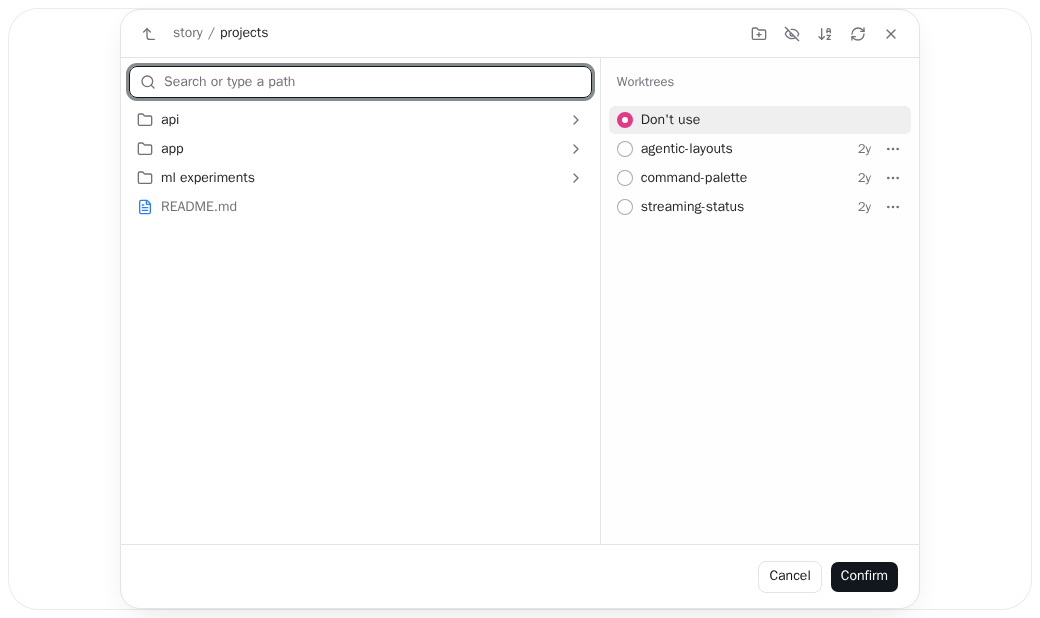 story / projects
Search or type a path
api
app
ml experiments
README.md
Worktrees
Don't use
agentic-layouts 2y
command-palette 2y
streaming-status 2y
Cancel
Confirm